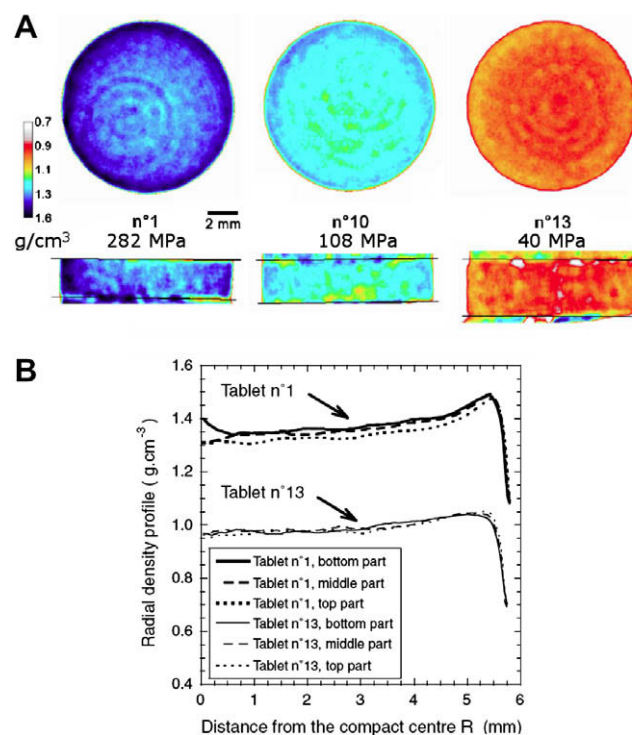 A
0.7
0.9
1.1
1.3
1.6
g/cm³
2 mm
n°1
282 MPa
n°10
108 MPa
n°13
40 MPa
B
Radial density profile ( g.cm⁻³ )
1.6
1.4
1.2
1.0
0.8
0.6
0.4
Tablet n°1
Tablet n°13
Tablet n°1, bottom part
Tablet n°1, middle part
Tablet n°1, top part
Tablet n°13, bottom part
Tablet n°13, middle part
Tablet n°13, top part
0 1 2 3 4 5 6
Distance from the compact centre R (mm)